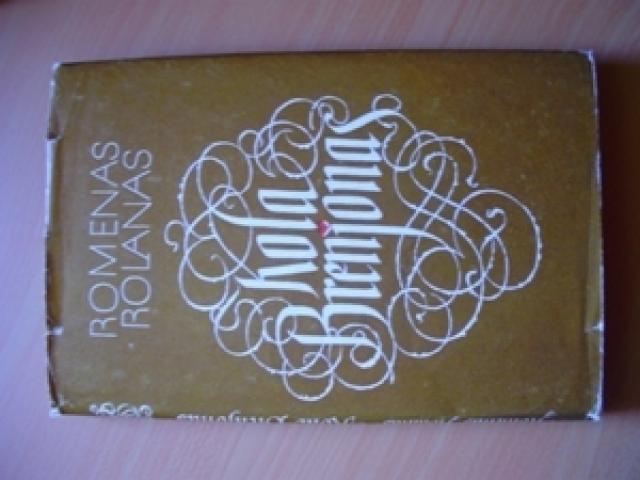 ROMENAS
ROLANAS
Kola
Brenjonas